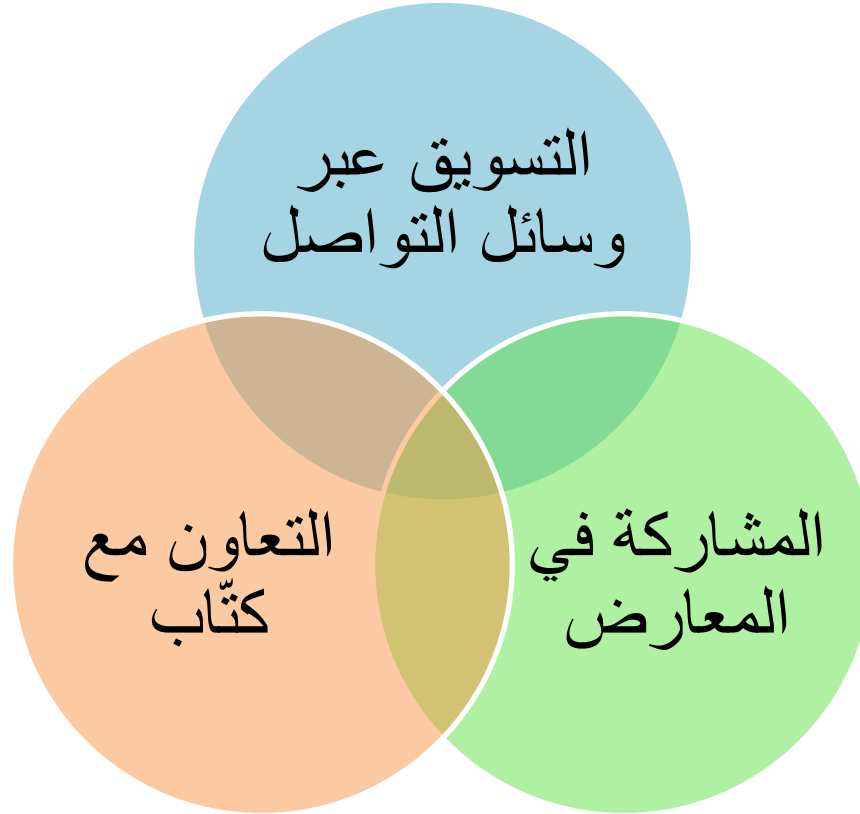 التسويق عبر
وسائل التواصل
المشاركة في
المعارض
التعاون مع
كتّاب